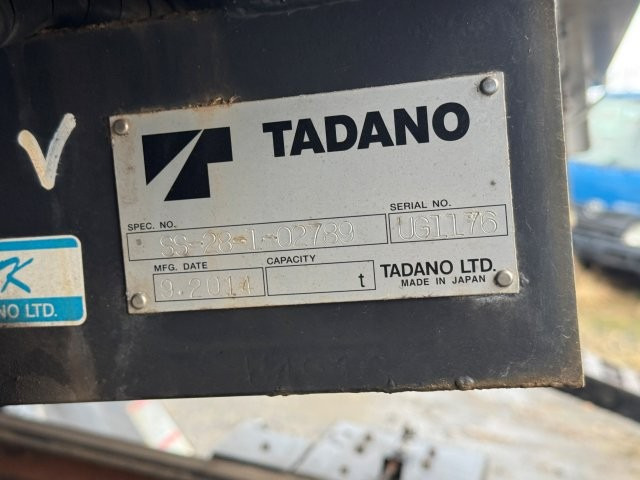 TADANO
SPEC. NO.
SERIAL NO.
SS-28-1-02789
UG1176
MFG. DATE
CAPACITY
9.2014
t
TADANO LTD.
MADE IN JAPAN
K
NO LTD.